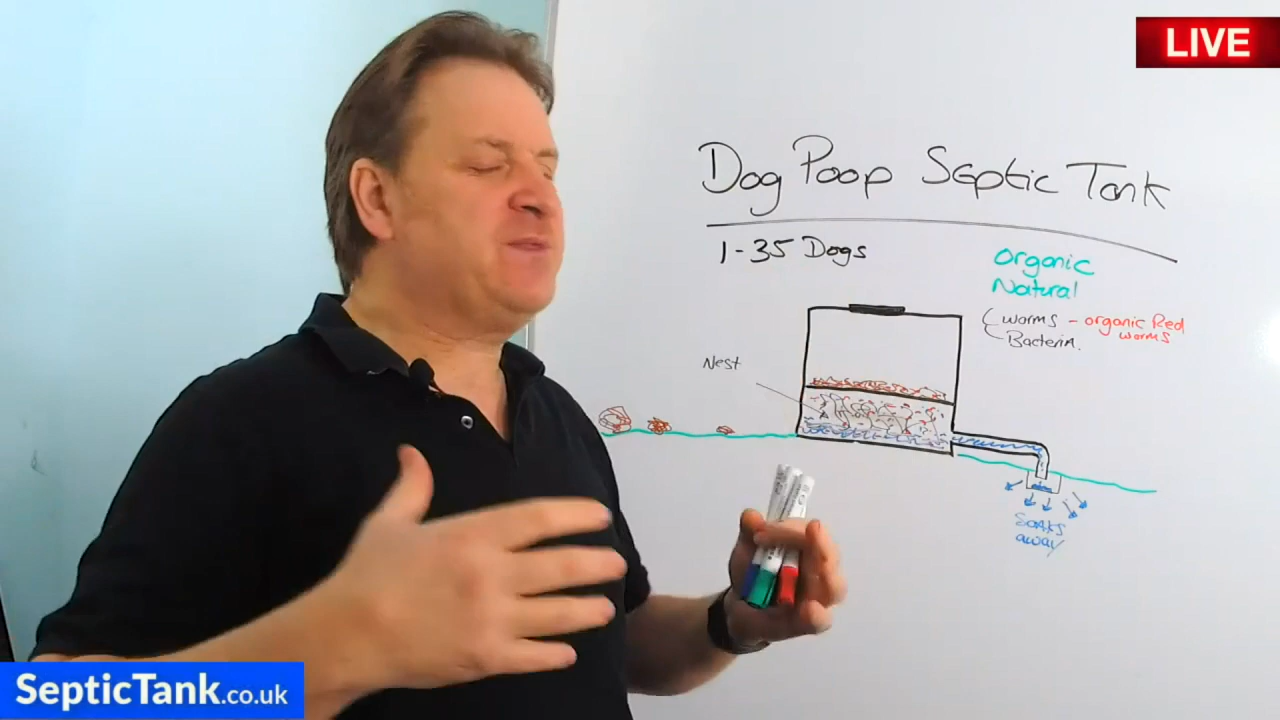 LIVE
Dog Poop Septic Tank
1-35 Dogs
Organic
Natural
worms - organic Red
worms
Bacteria.
Nest
Soaks
away
SepticTank.co.uk